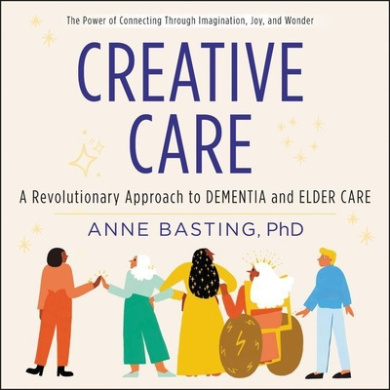 The Power of Connecting Through Imagination, Joy, and Wonder
CREATIVE
CARE
A Revolutionary Approach to DEMENTIA and ELDER CARE
ANNE BASTING, PhD